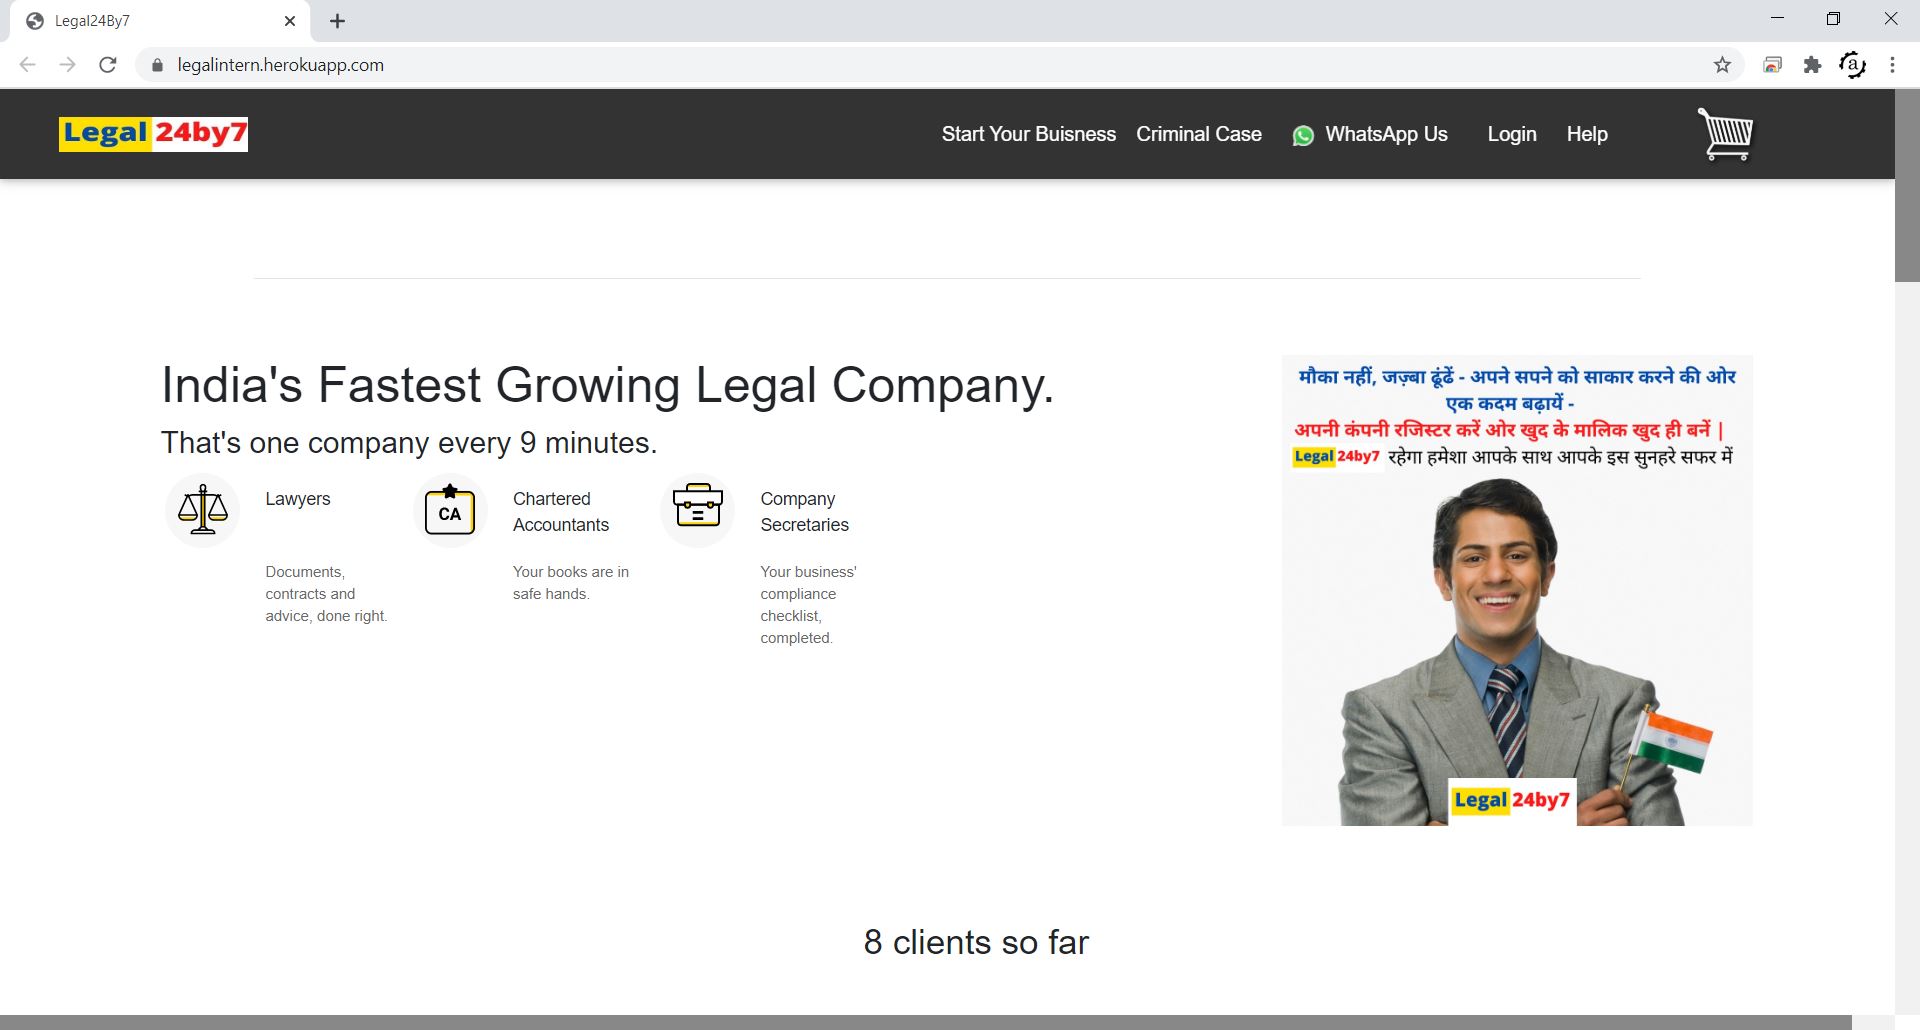 Legal24By7
legalintern.herokuapp.com
a
Legal 24by7
Start Your Buisness Criminal Case WhatsApp Us Login Help
India's Fastest Growing Legal Company.
That's one company every 9 minutes.
Lawyers
Documents,
contracts and
advice, done right.
CA
Chartered
Accountants
Your books are in
safe hands.
Company
Secretaries
Your business'
compliance
checklist,
completed.
मौका नहीं, जज़्बा ढूंढें - अपने सपने को साकार करने की ओर
एक कदम बढ़ायें -
अपनी कंपनी रजिस्टर करें ओर खुद के मालिक खुद ही बनें |
Legal 24by7 रहेगा हमेशा आपके साथ आपके इस सुनहरे सफर में
Legal 24by7
8 clients so far